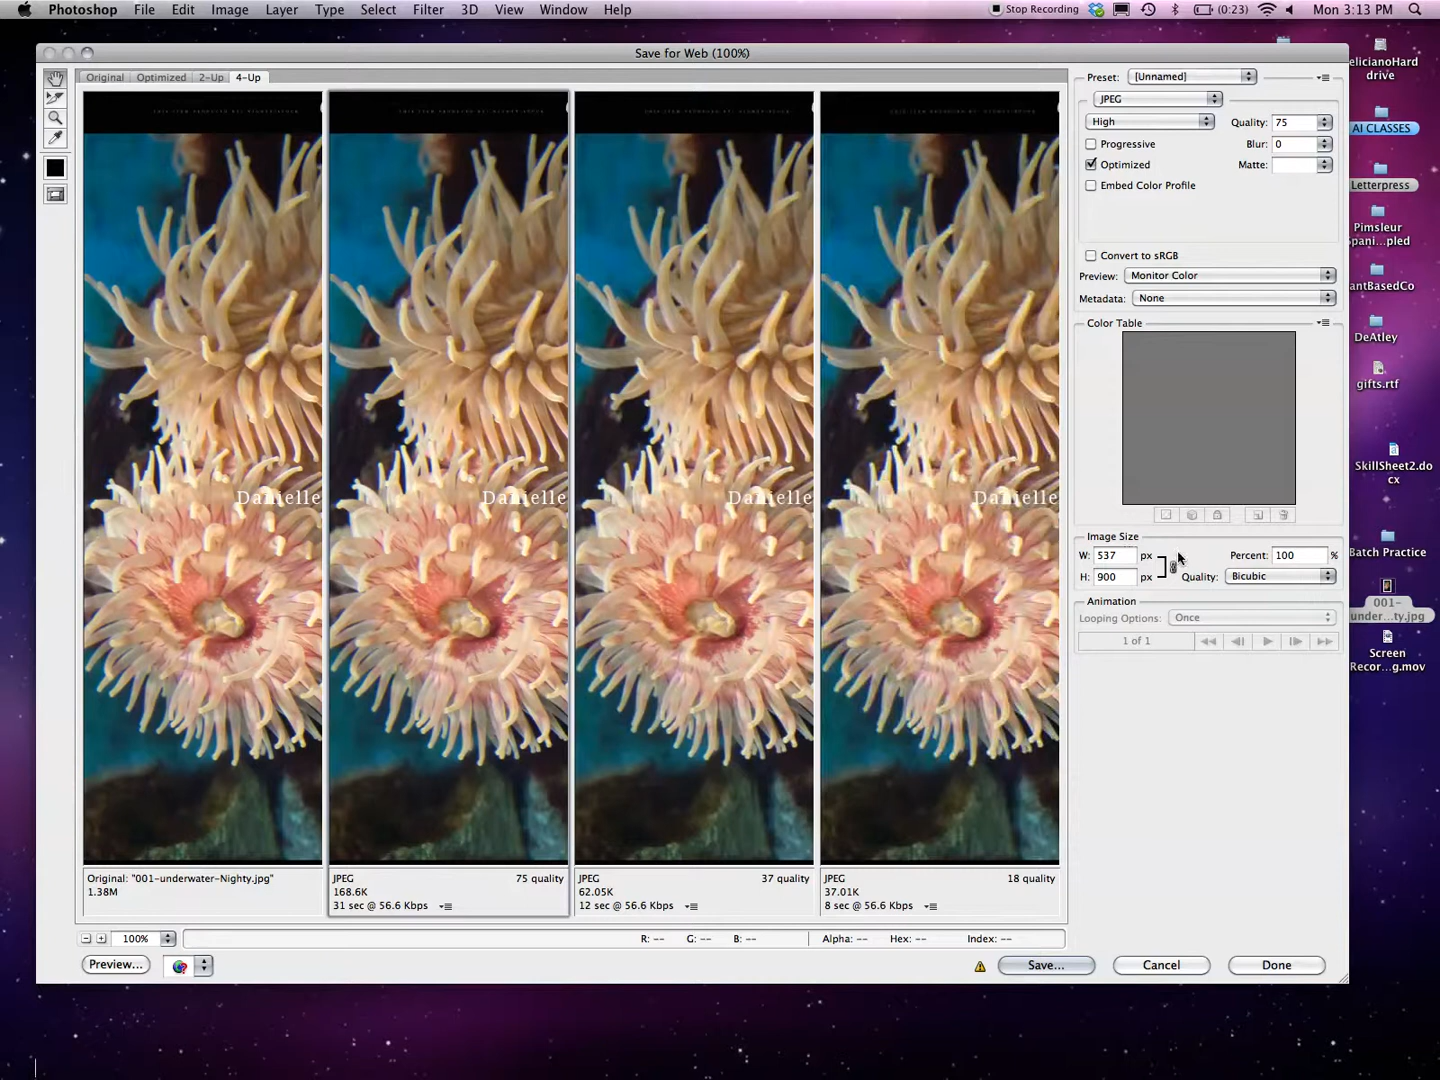 Photoshop File Edit Image Layer Type Select Filter 3D View Window Help
Stop Recording (0:23) Mon 3:13 PM
Save for Web (100%)
Original Optimized 2-Up 4-Up
Danielle Danielle Danielle Danielle
Original: "001-underwater-Nighty.jpg"
1.38M
JPEG 75 quality
168.6K
31 sec @ 56.6 Kbps
JPEG 37 quality
62.05K
12 sec @ 56.6 Kbps
JPEG 18 quality
37.01K
8 sec @ 56.6 Kbps
100%
R: -- G: -- B: -- Alpha: -- Hex: -- Index: --
Preview... Save... Cancel Done
Preset: [Unnamed]
JPEG
High Quality: 75
Progressive Blur: 0
Optimized Matte:
Embed Color Profile
Convert to sRGB
Preview: Monitor Color
Metadata: None
Color Table
Image Size
W: 537 px Percent: 100 %
H: 900 px Quality: Bicubic
Animation
Looping Options: Once
1 of 1
elicianoHard
drive
AI CLASSES
Letterpress
Pimsleur
pani...pled
antBasedCo
DeAtley
gifts.rtf
SkillSheet2.do
cx
Batch Practice
001-
under...ty.jpg
Screen
Recor...g.mov